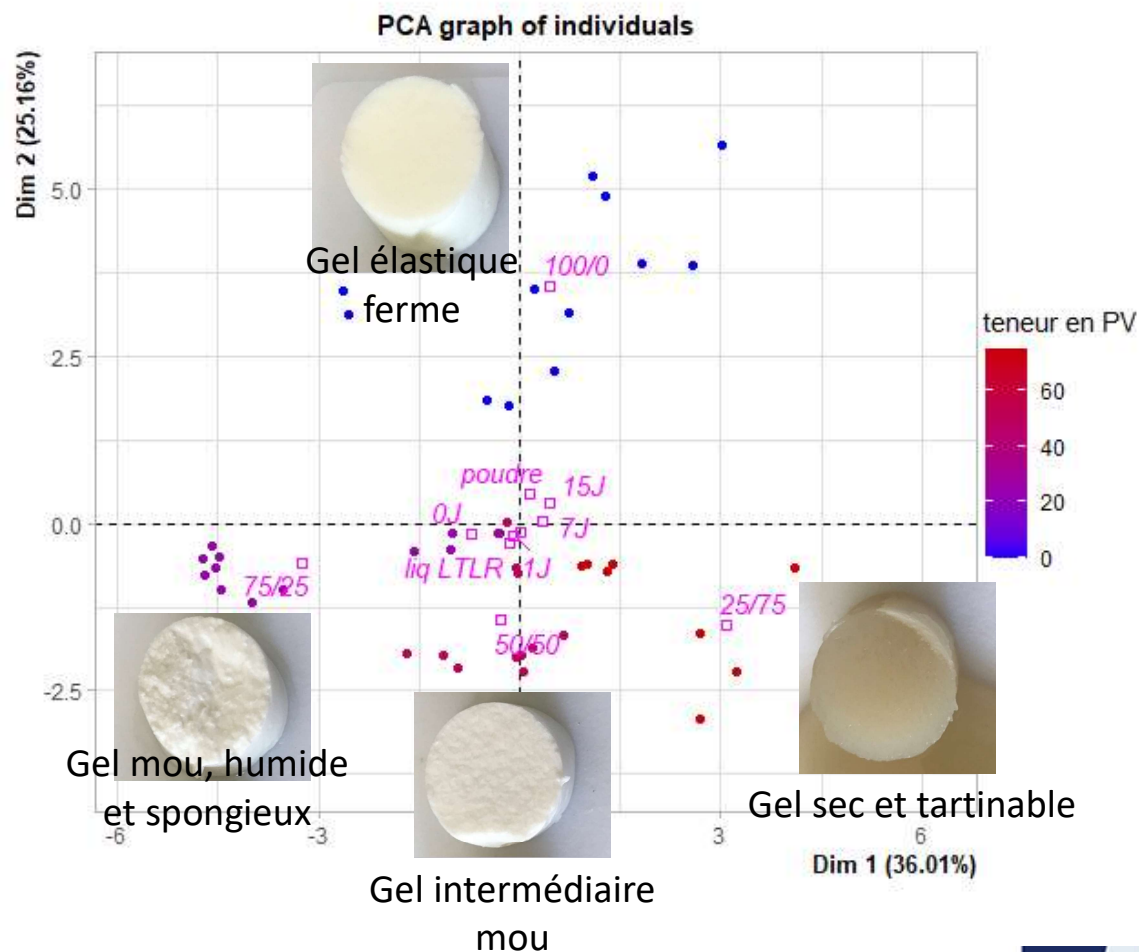 PCA graph of individuals
Dim 2 (25.16%)
5.0
2.5
0.0
-2.5
Gel élastique
ferme
100/0
poudre
15J
0J
7J
liq LTLR
1J
75/25
50/50
25/75
teneur en PV
60
40
20
0
Gel mou, humide
et spongieux
Gel sec et tartinable
-6
-3
3
6
Dim 1 (36.01%)
Gel intermédiaire
mou